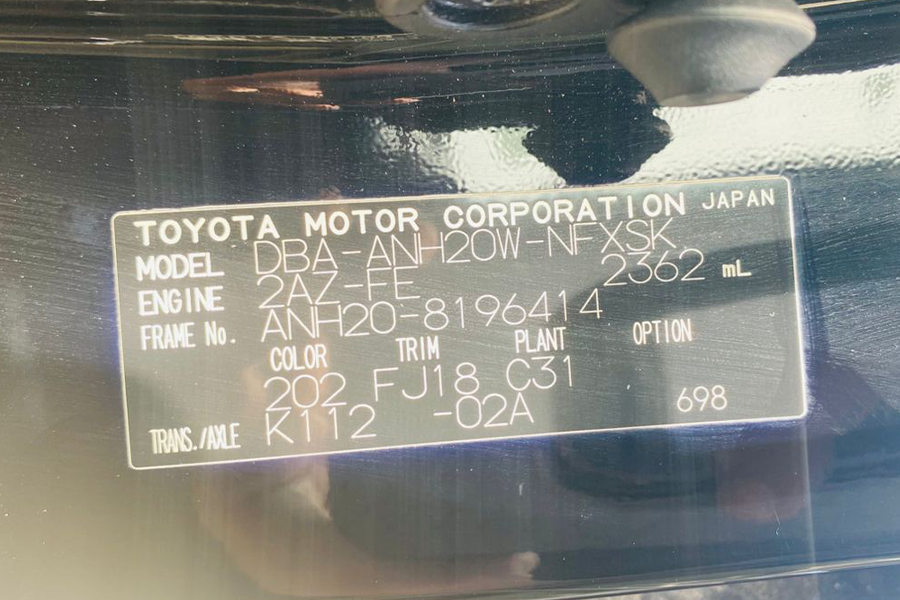 TOYOTA MOTOR CORPORATION JAPAN
MODEL DBA-ANH20W-NFXSK
ENGINE 2AZ-FE 2362 mL
FRAME No. ANH20-8196414
COLOR TRIM PLANT OPTION
202 FJ18 C31
TRANS./AXLE K112 -02A 698